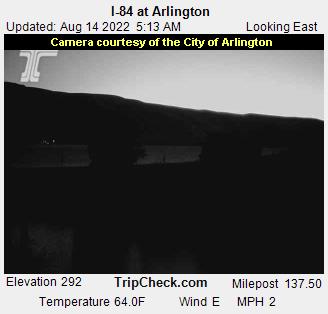 I-84 at Arlington
Updated: Aug 14 2022 5:13 AM Looking East
Camera courtesy of the City of Arlington
Elevation 292 TripCheck.com Milepost 137.50
Temperature 64.0F Wind E MPH 2